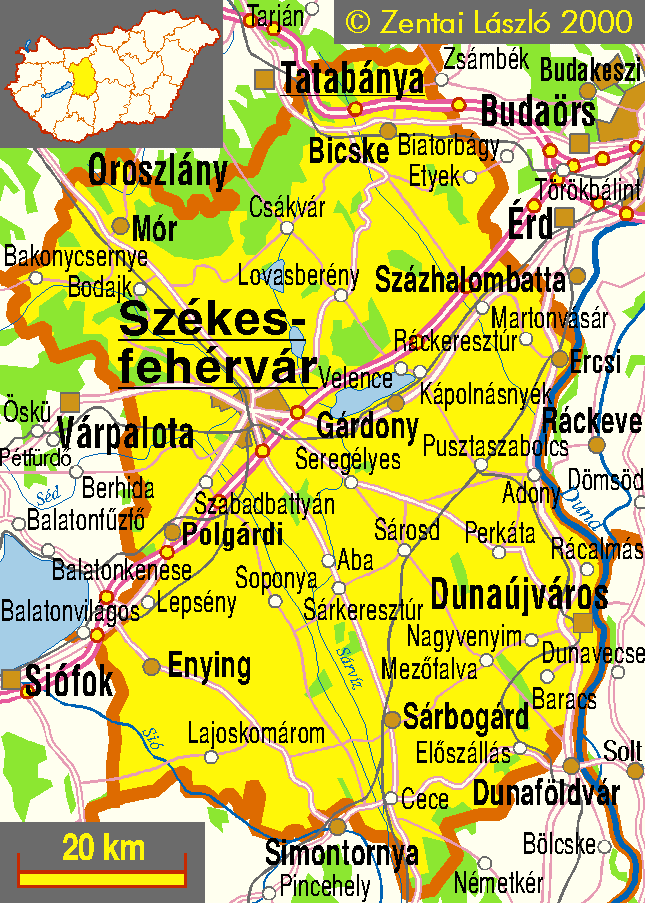 © Zentai László 2000
Tarján
Zsámbék
Tatabánya
Budakeszi
Budaörs
Bicske
Biatorbágy
Etyek
Oroszlány
Törökbálint
Csákvár
Mór
Érd
Bakonycsernye
Bodajk
Lovasberény
Százhalombatta
Székes-
fehérvár
Martonvásár
Ráckeresztúr
Ercsi
Velence
Kápolnásnyék
Öskü
Várpalota
Gárdony
Ráckeve
Pétfürdő
Seregélyes
Pusztaszabolcs
Séd
Berhida
Adony
Dömsöd
Szabadbattyán
Duna
Balatonfűztő
Polgárdi
Sárosd
Perkáta
Rácalmás
Balatonkenese
Aba
Soponya
Dunaújváros
Balatonvilágos
Lepsény
Sárkeresztúr
Nagyvenyim
Dunavecse
Sárvíz
Mezőfalva
Enying
Siófok
Baracs
Sárbogárd
Sió
Lajoskomárom
Előszállás
Solt
Cece
Dunaföldvár
20 km
Simontornya
Bölcske
Pincehely
Németkér